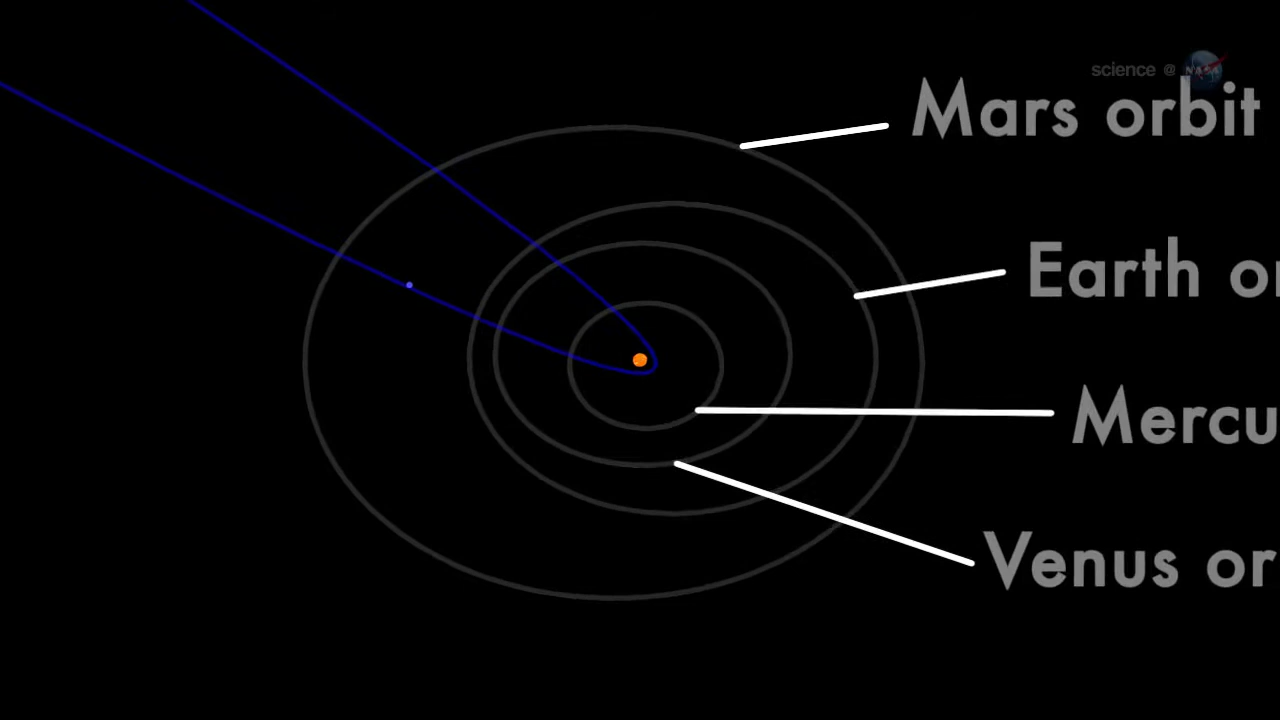 science @ NASA
Mars orbit
Earth or
Mercu
Venus or